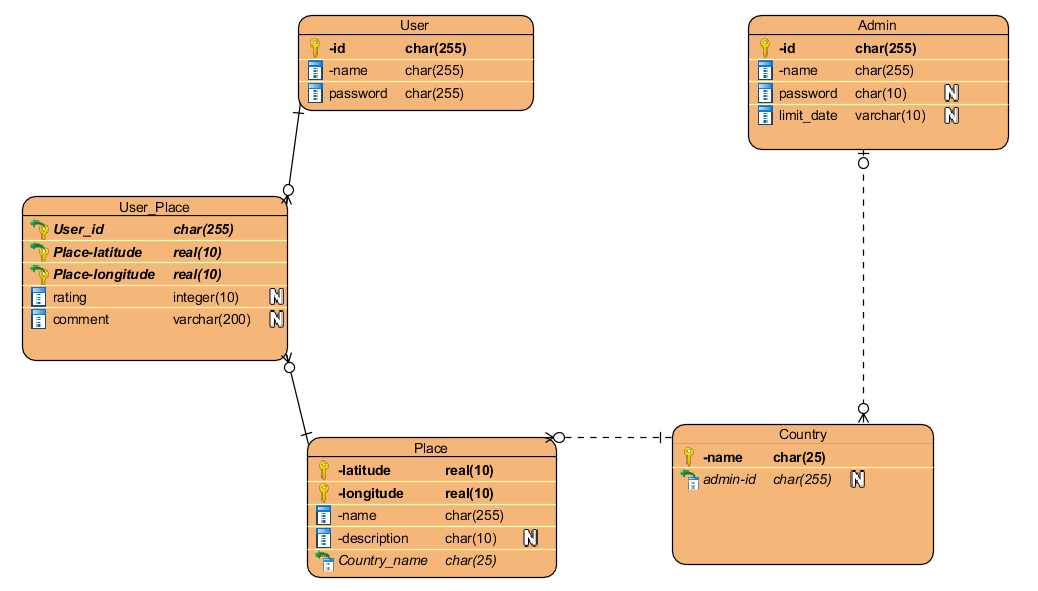 User
-id char(255)
-name char(255)
password char(255)
Admin
-id char(255)
-name char(255)
password char(10) N
limit_date varchar(10) N
User_Place
User_id char(255)
Place-latitude real(10)
Place-longitude real(10)
rating integer(10) N
comment varchar(200) N
Place
-latitude real(10)
-longitude real(10)
-name char(255)
-description char(10) N
Country_name char(25)
Country
-name char(25)
admin-id char(255) N